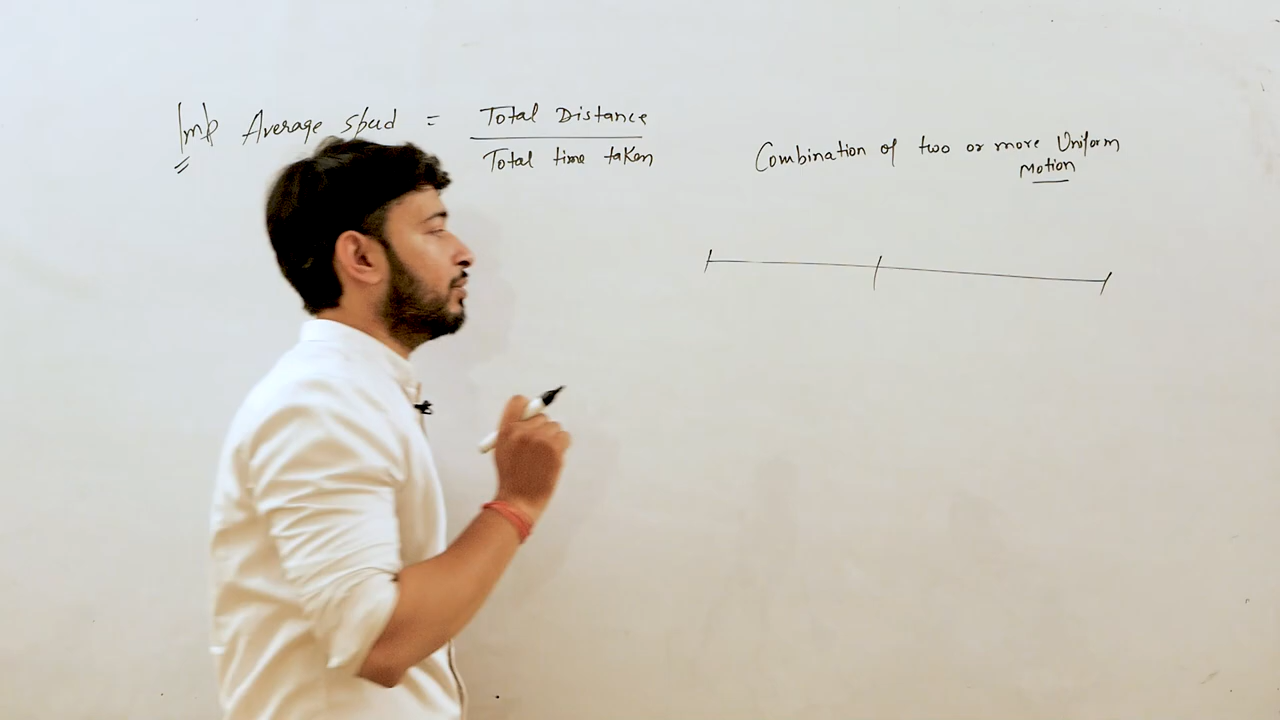 Imp Average speed = Total Distance
Total time taken
Combination of two or more Uniform
Motion